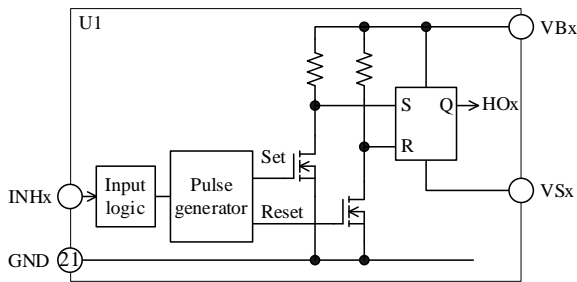 U1
VBx
S Q
HOx
R
Set
Input
logic
Pulse
generator
INHx
VSx
Reset
GND
21